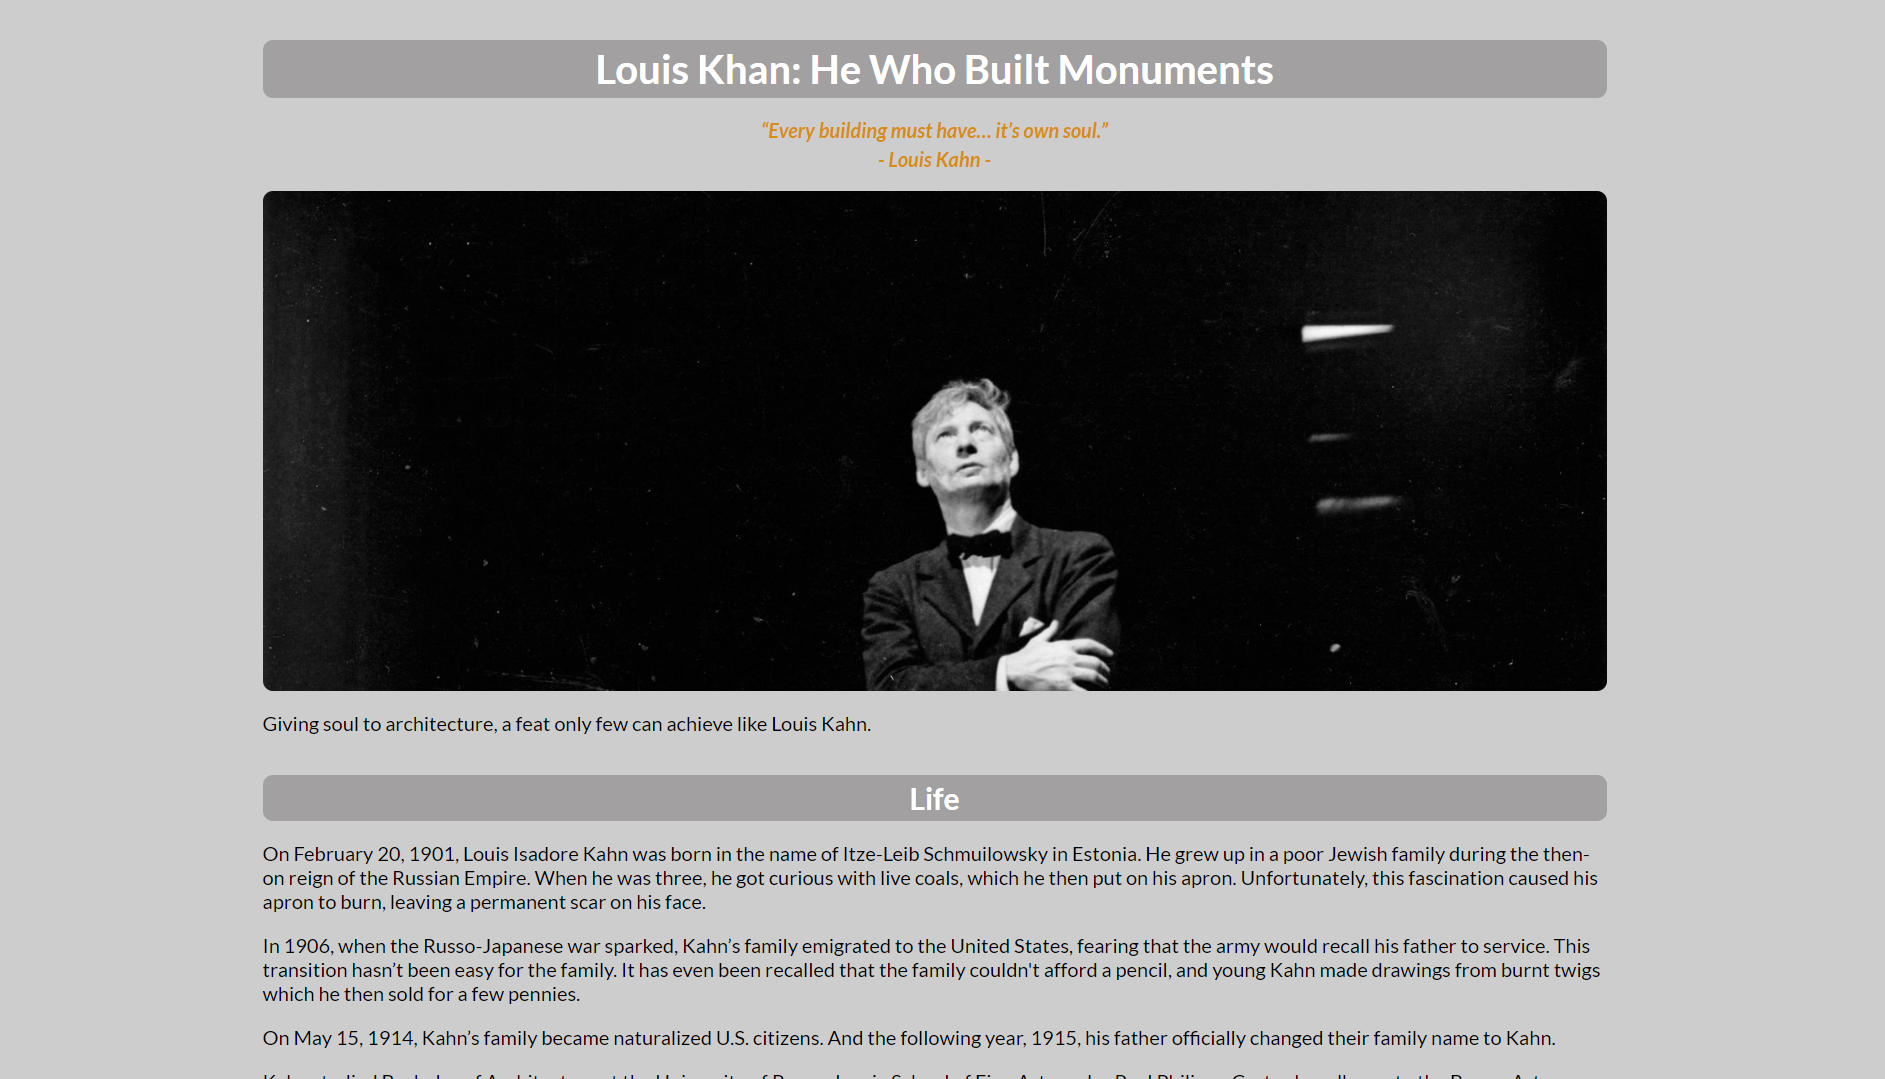 Louis Khan: He Who Built Monuments
“Every building must have… it’s own soul.”
- Louis Kahn -
Giving soul to architecture, a feat only few can achieve like Louis Kahn.
Life
On February 20, 1901, Louis Isadore Kahn was born in the name of Itze-Leib Schmuilowsky in Estonia. He grew up in a poor Jewish family during the then-
on reign of the Russian Empire. When he was three, he got curious with live coals, which he then put on his apron. Unfortunately, this fascination caused his
apron to burn, leaving a permanent scar on his face.
In 1906, when the Russo-Japanese war sparked, Kahn’s family emigrated to the United States, fearing that the army would recall his father to service. This
transition hasn’t been easy for the family. It has even been recalled that the family couldn't afford a pencil, and young Kahn made drawings from burnt twigs
which he then sold for a few pennies.
On May 15, 1914, Kahn’s family became naturalized U.S. citizens. And the following year, 1915, his father officially changed their family name to Kahn.